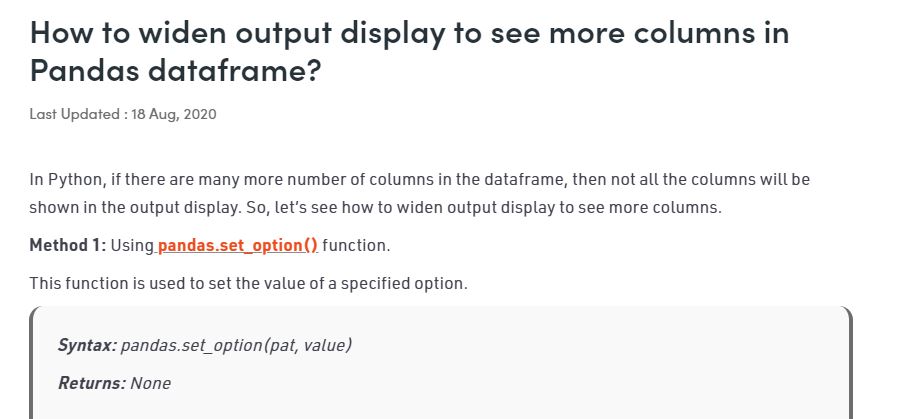 How to widen output display to see more columns in
Pandas dataframe?
Last Updated : 18 Aug, 2020
In Python, if there are many more number of columns in the dataframe, then not all the columns will be
shown in the output display. So, let's see how to widen output display to see more columns.
Method 1: Using pandas.set_option() function.
This function is used to set the value of a specified option.
Syntax: pandas.set_option(pat, value)
Returns: None